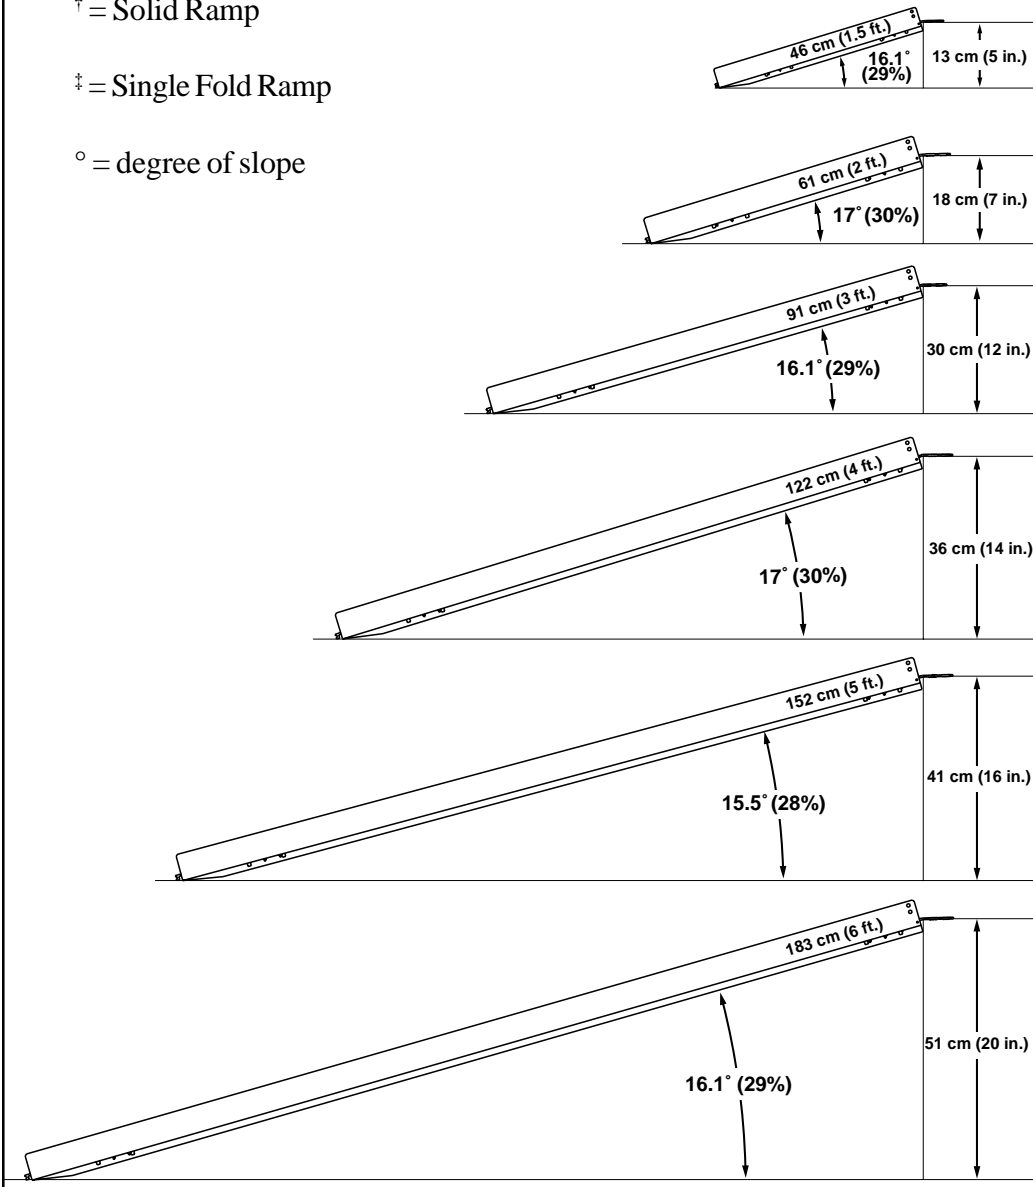 † = Solid Ramp
‡ = Single Fold Ramp
° = degree of slope
46 cm (1.5 ft.)
16.1°
(29%)
13 cm (5 in.)
61 cm (2 ft.)
17° (30%)
18 cm (7 in.)
91 cm (3 ft.)
16.1° (29%)
30 cm (12 in.)
122 cm (4 ft.)
17° (30%)
36 cm (14 in.)
152 cm (5 ft.)
15.5° (28%)
41 cm (16 in.)
183 cm (6 ft.)
16.1° (29%)
51 cm (20 in.)